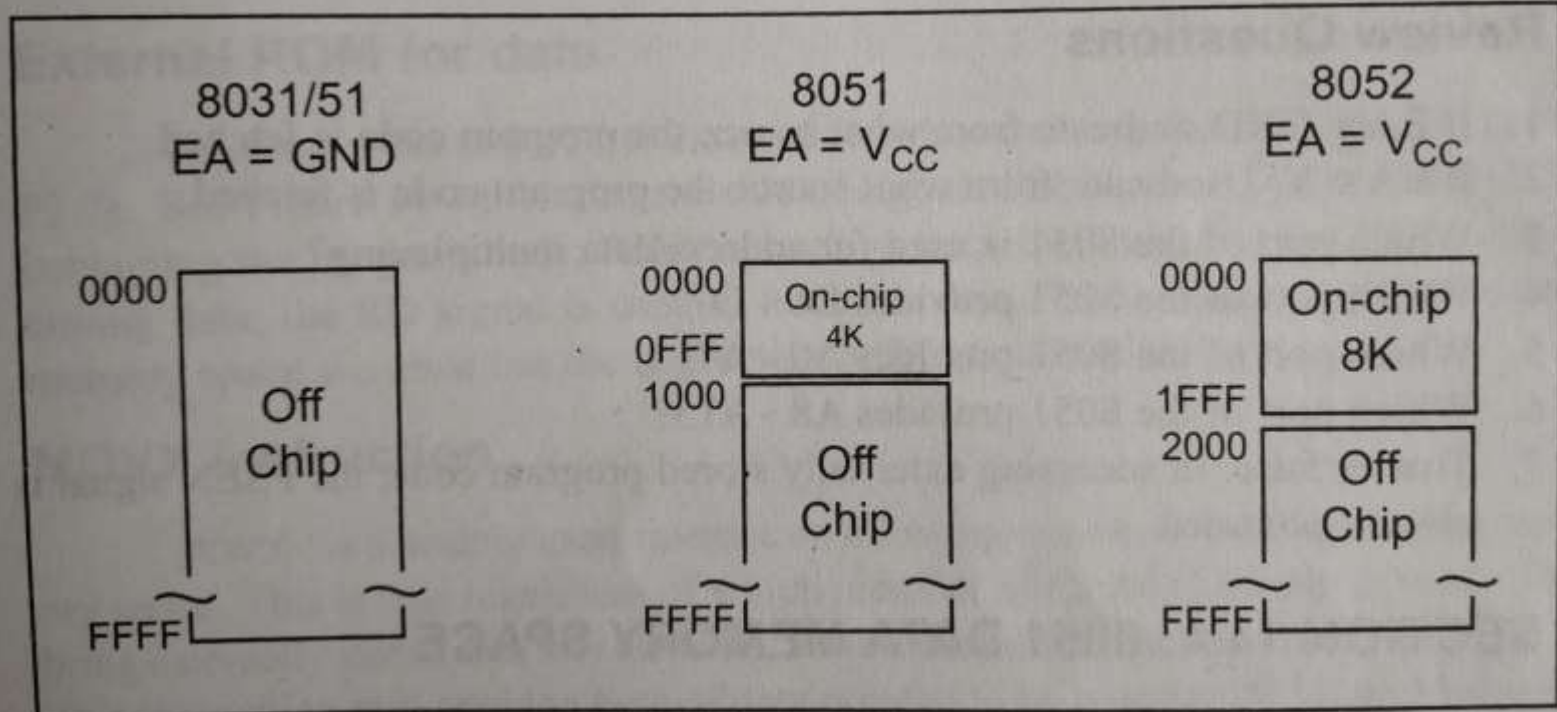 8031/51
EA = GND
0000
Off
Chip
FFFF
8051
EA = VCC
0000
On-chip
4K
0FFF
1000
Off
Chip
FFFF
8052
EA = VCC
0000
On-chip
8K
1FFF
2000
Off
Chip
FFFF